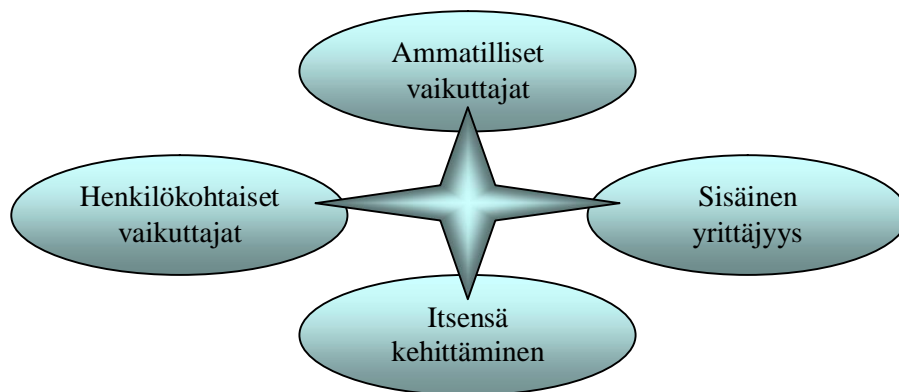 Ammatilliset
vaikuttajat
Henkilökohtaiset
vaikuttajat
Sisäinen
yrittäjyys
Itsensä
kehittäminen